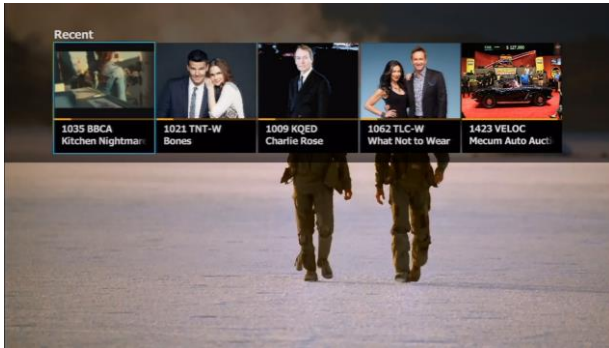 Recent
1035 BBCA
Kitchen Nightmar
1021 TNT-W
Bones
1009 KQED
Charlie Rose
1062 TLC-W
What Not to Wear
1423 VELOC
Mecum Auto Aucti